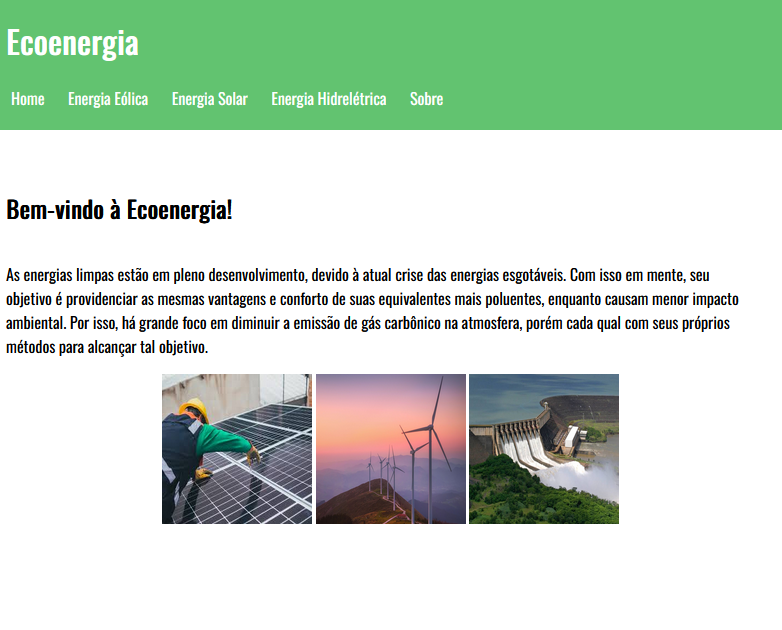 Ecoenergia
Home Energia Eólica Energia Solar Energia Hidrelétrica Sobre
Bem-vindo à Ecoenergia!
As energias limpas estão em pleno desenvolvimento, devido à atual crise das energias esgotáveis. Com isso em mente, seu
objetivo é providenciar as mesmas vantagens e conforto de suas equivalentes mais poluentes, enquanto causam menor impacto
ambiental. Por isso, há grande foco em diminuir a emissão de gás carbônico na atmosfera, porém cada qual com seus próprios
métodos para alcançar tal objetivo.